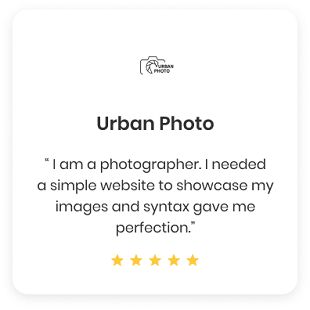 URBAN
PHOTO
Urban Photo
“ I am a photographer. I needed
a simple website to showcase my
images and syntax gave me
perfection.”